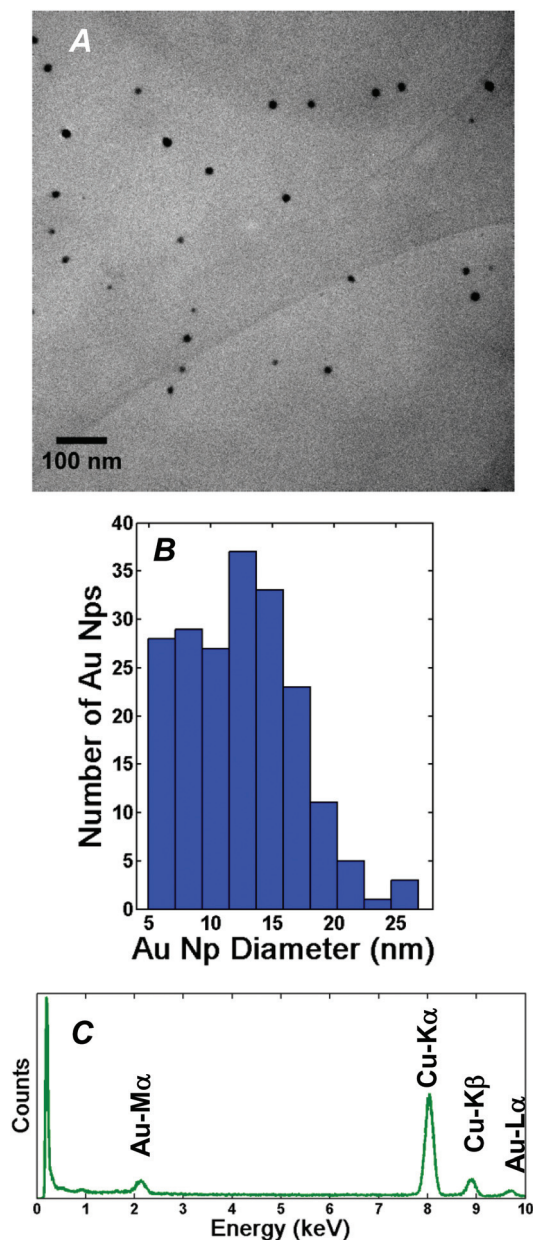 A
100 nm
B
40
35
30
25
20
15
10
5
0
Number of Au Nps
5 10 15 20 25
Au Np Diameter (nm)
C
Counts
Au-Mα
Cu-Kα
Cu-Kβ
Au-Lα
0 1 2 3 4 5 6 7 8 9 10
Energy (keV)